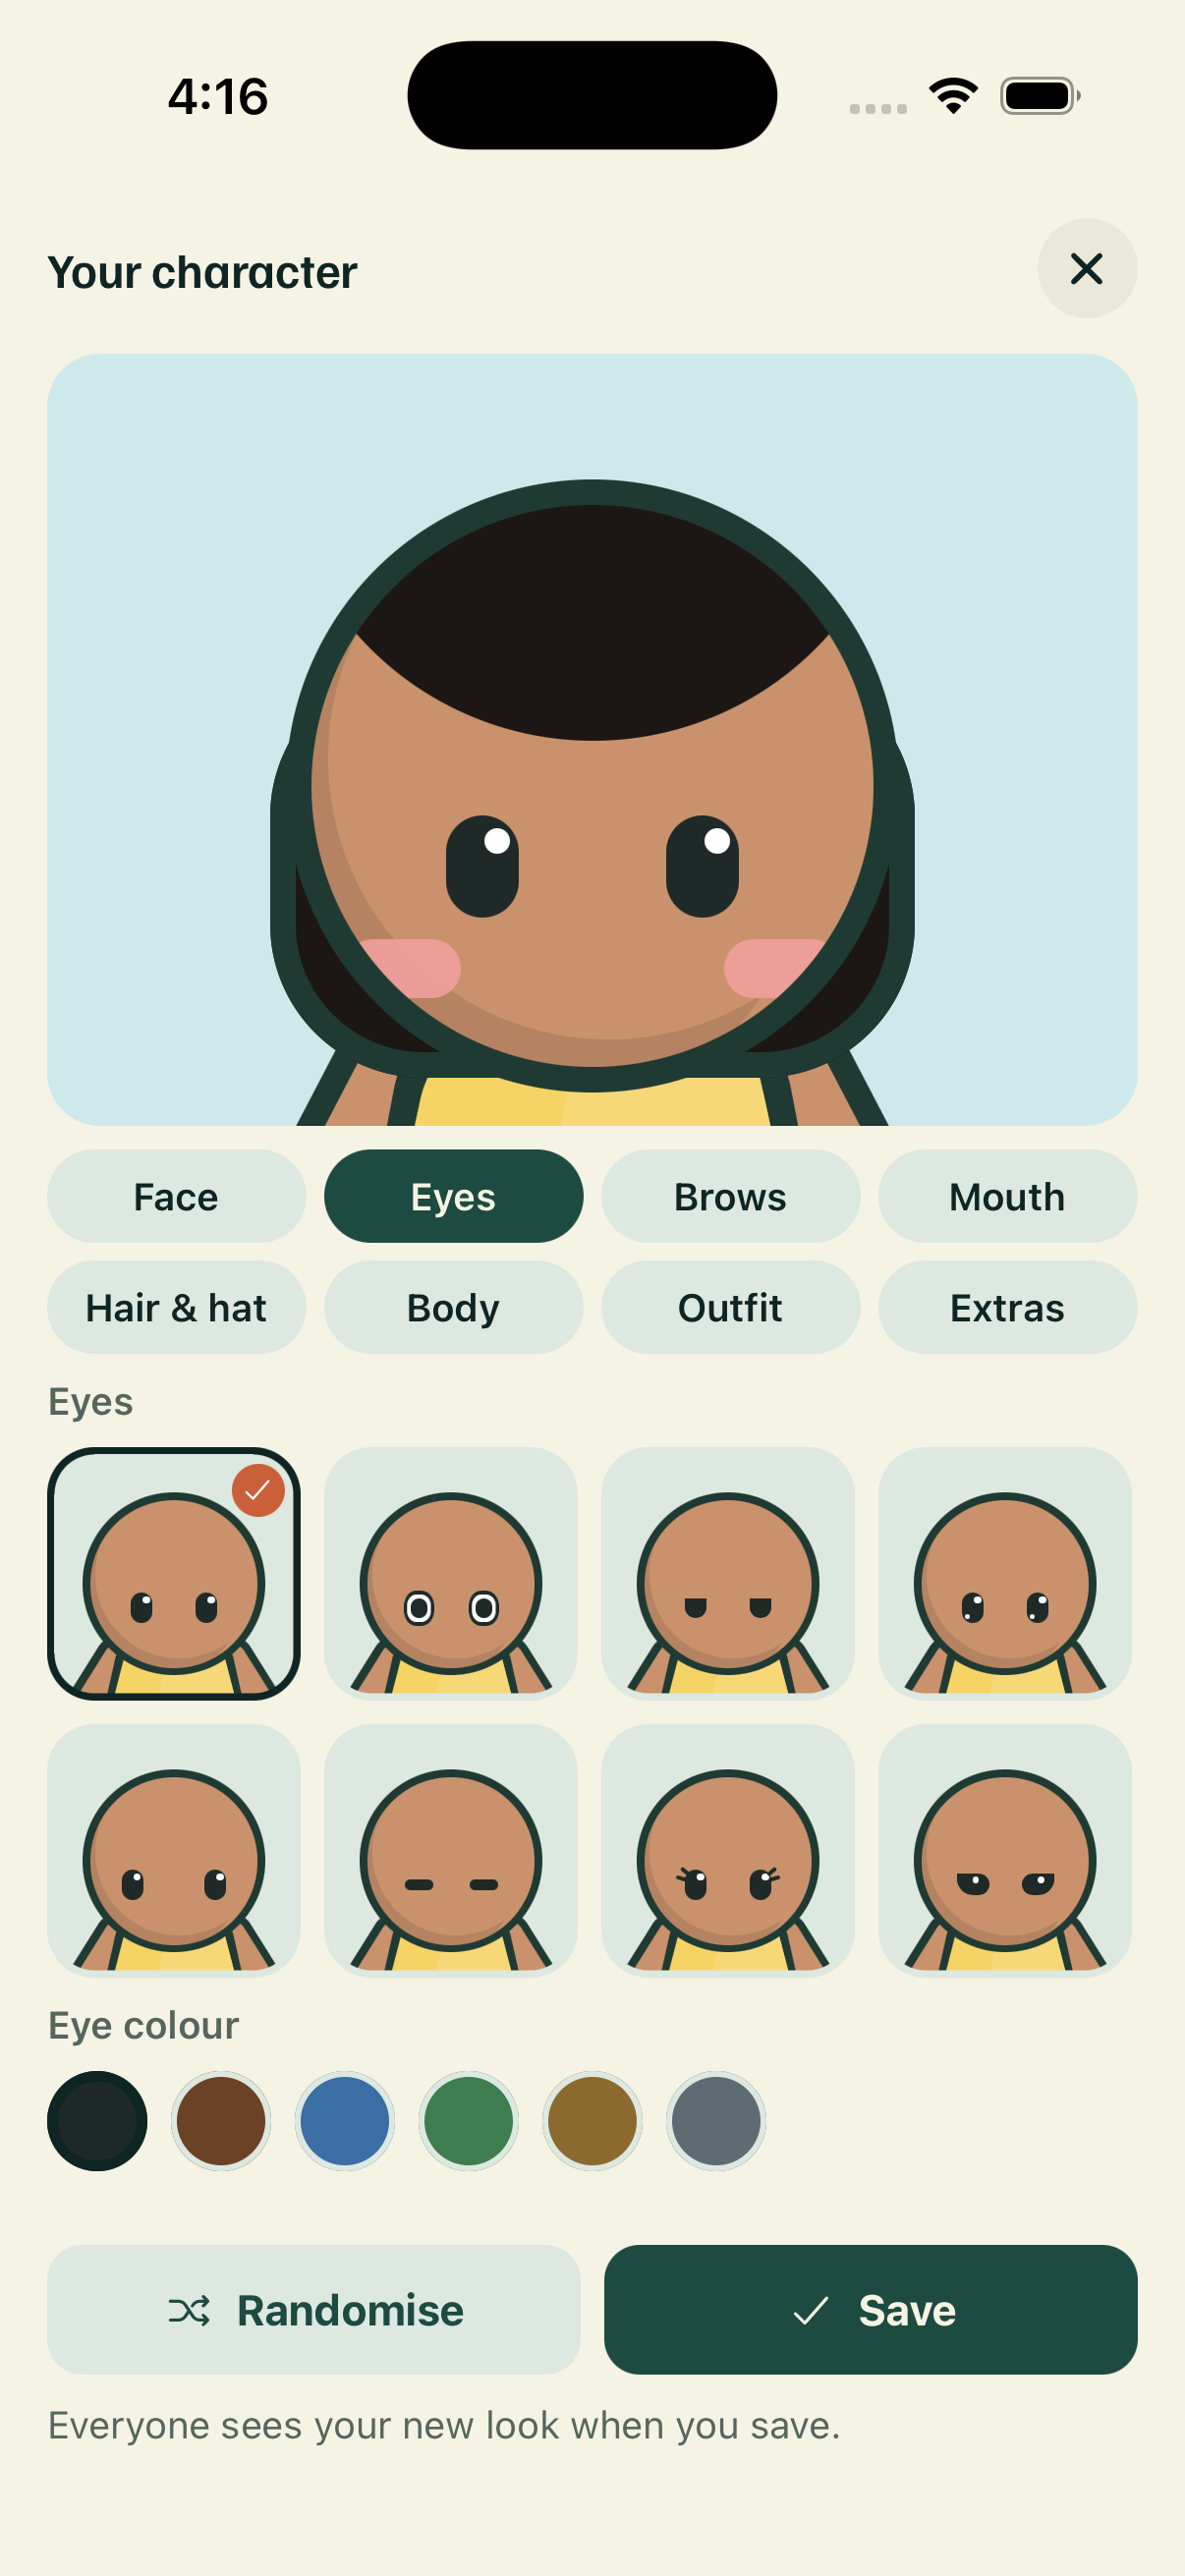 4:16
Your character
Face
Eyes
Brows
Mouth
Hair & hat
Body
Outfit
Extras
Eyes
Eye colour
Randomise
Save
Everyone sees your new look when you save.